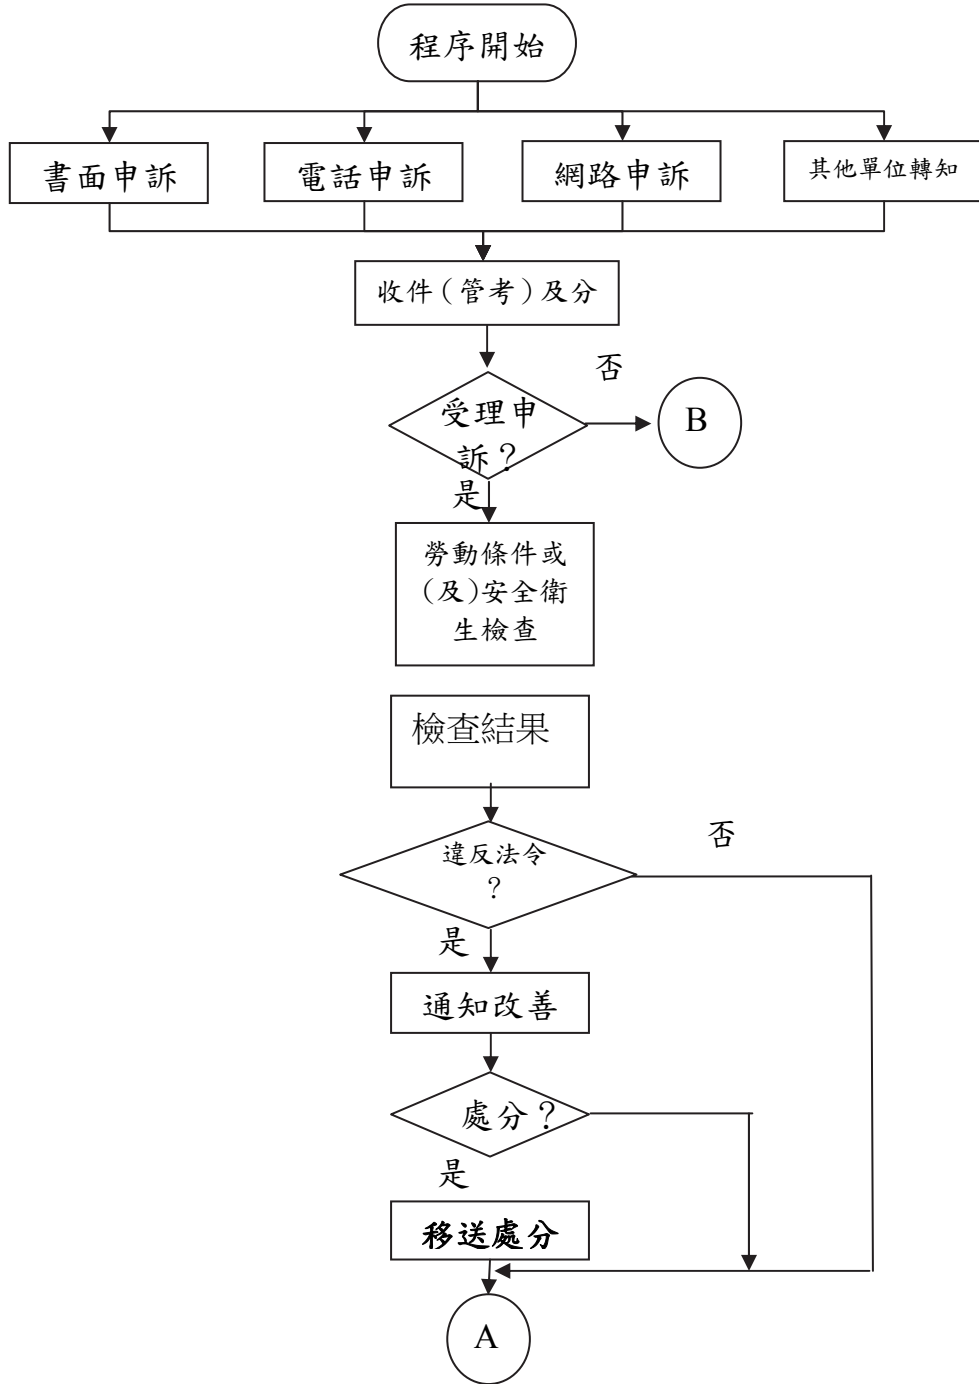 程序開始
書面申訴
電話申訴
網路申訴
其他單位轉知
收件（管考）及分
否
受理申
訴？
B
是
勞動條件或
(及)安全衛
生檢查
檢查結果
否
違反法令
？
是
通知改善
處分？
是
移送處分
A